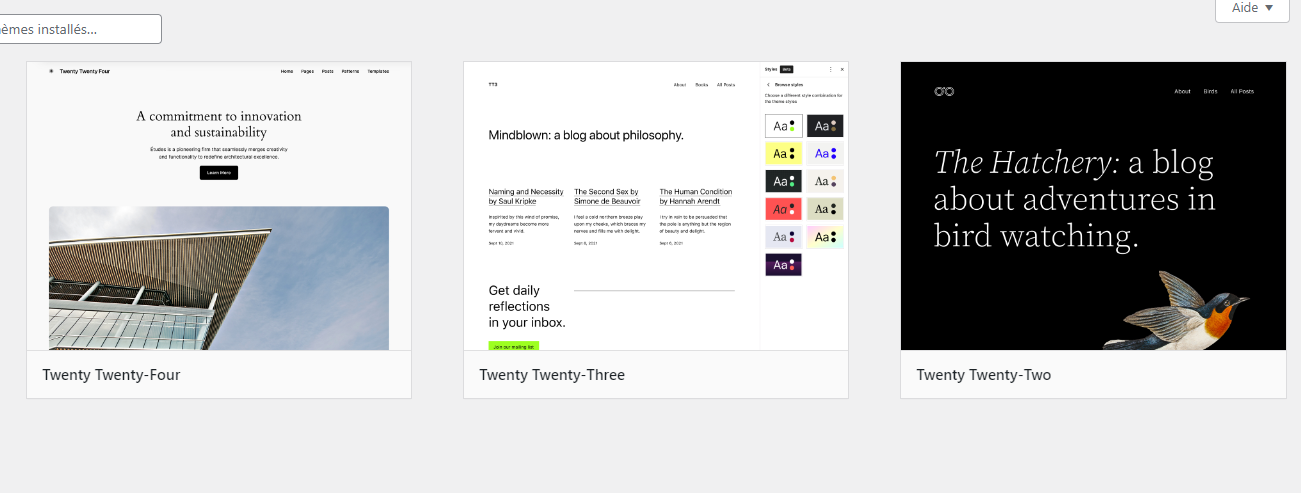 Aide
hèmes installés...
Twenty Twenty Four
Home Pages Posts Patterns Templates
A commitment to innovation
and sustainability
Études is a pioneering firm that seamlessly merges creativity
and functionality to redefine architectural excellence.
Learn More
Twenty Twenty-Four
TT3
About Books All Posts
Mindblown: a blog about philosophy.
Naming and Necessity
by Saul Kripke
Inspirited by this wind of promise,
my daydreams become more
fervent and vivid.
Sept 10, 2021
The Second Sex by
Simone de Beauvoir
I feel a cold northern breeze play
upon my cheeks, which braces my
nerves and fills me with delight.
Sept 8, 2021
The Human Condition
by Hannah Arendt
I try in vain to be persuaded that
the pole is anything but the region
of beauty and delight.
Sept 6, 2021
Get daily
reflections
in your inbox.
Join our mailing list
Styles Beta
Browse styles
Choose a different style combination for
the theme styles
Aa Aa
Aa Aa
Aa Aa
Aa Aa
Aa Aa
Aa
Twenty Twenty-Three
About Birds All Posts
The Hatchery: a blog
about adventures in
bird watching.
Twenty Twenty-Two